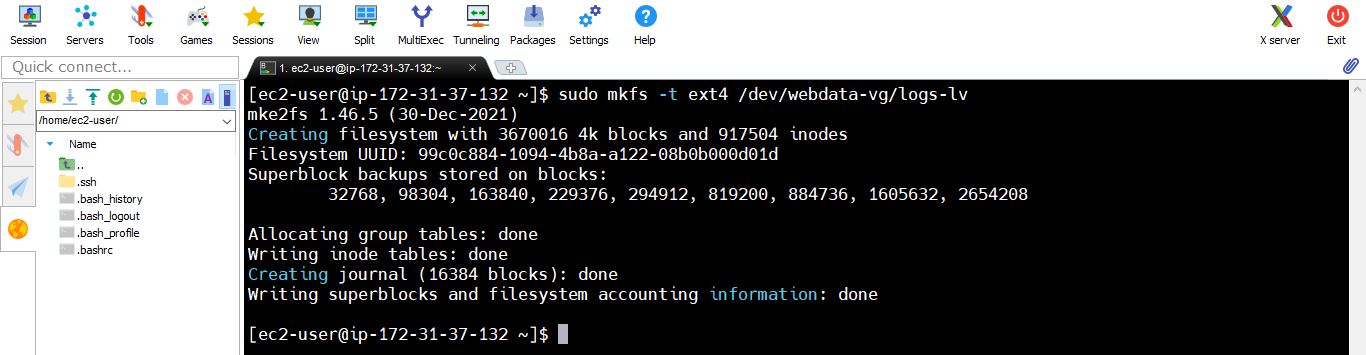 Session Servers Tools Games Sessions View Split MultiExec Tunneling Packages Settings Help X server Exit
Quick connect...
1. ec2-user@ip-172-31-37-132:~
/home/ec2-user/
Name
..
.ssh
.bash_history
.bash_logout
.bash_profile
.bashrc
[ec2-user@ip-172-31-37-132 ~]$ sudo mkfs -t ext4 /dev/webdata-vg/logs-lv
mke2fs 1.46.5 (30-Dec-2021)
Creating filesystem with 3670016 4k blocks and 917504 inodes
Filesystem UUID: 99c0c884-1094-4b8a-a122-08b0b000d01d
Superblock backups stored on blocks:
32768, 98304, 163840, 229376, 294912, 819200, 884736, 1605632, 2654208
Allocating group tables: done
Writing inode tables: done
Creating journal (16384 blocks): done
Writing superblocks and filesystem accounting information: done
[ec2-user@ip-172-31-37-132 ~]$